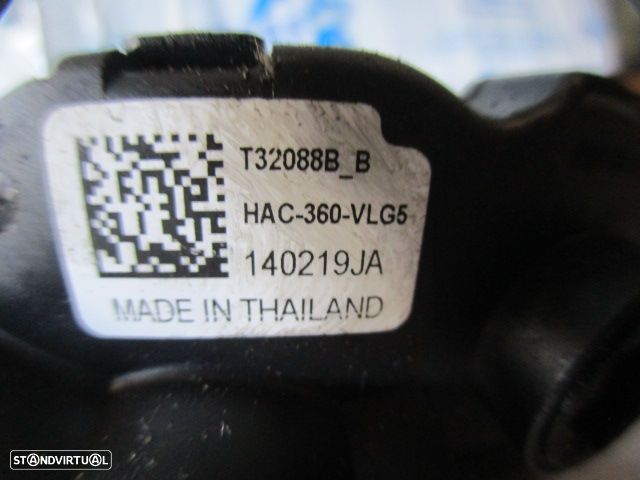 T32088B_B
HAC-360-VLG5
140219JA
MADE IN THAILAND
STANDVIRTUAL